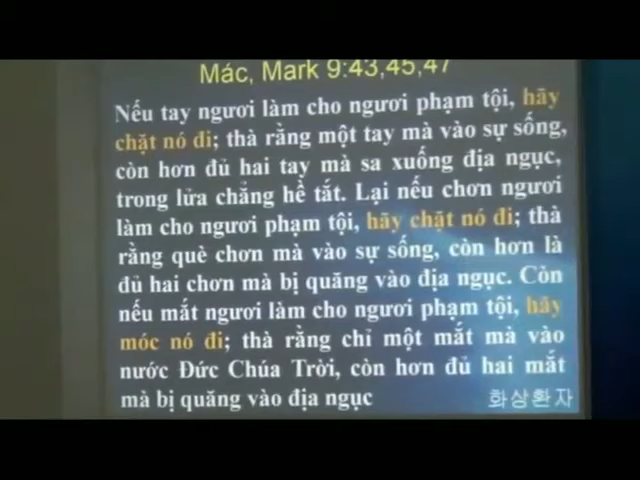 Mác, Mark 9:43,45,47
Nếu tay ngươi làm cho ngươi phạm tội, hãy
chặt nó đi; thà rằng một tay mà vào sự sống,
còn hơn đủ hai tay mà sa xuống địa ngục,
trong lửa chẳng hề tắt. Lại nếu chơn ngươi
làm cho ngươi phạm tội, hãy chặt nó đi; thà
rằng què chơn mà vào sự sống, còn hơn là
đủ hai chơn mà bị quăng vào địa ngục. Còn
nếu mắt ngươi làm cho ngươi phạm tội, hãy
móc nó đi; thà rằng chỉ một mắt mà vào
nước Đức Chúa Trời, còn hơn đủ hai mắt
mà bị quăng vào địa ngục
화상환자